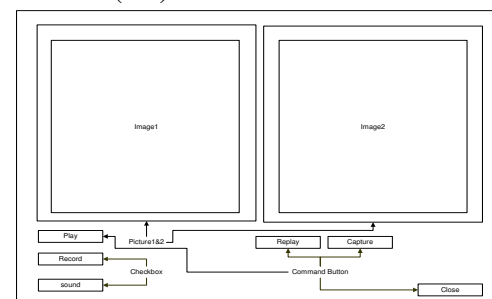 Image1
Image2
Play
Picture1&2
Replay
Capture
Record
Checkbox
Command Button
sound
Close